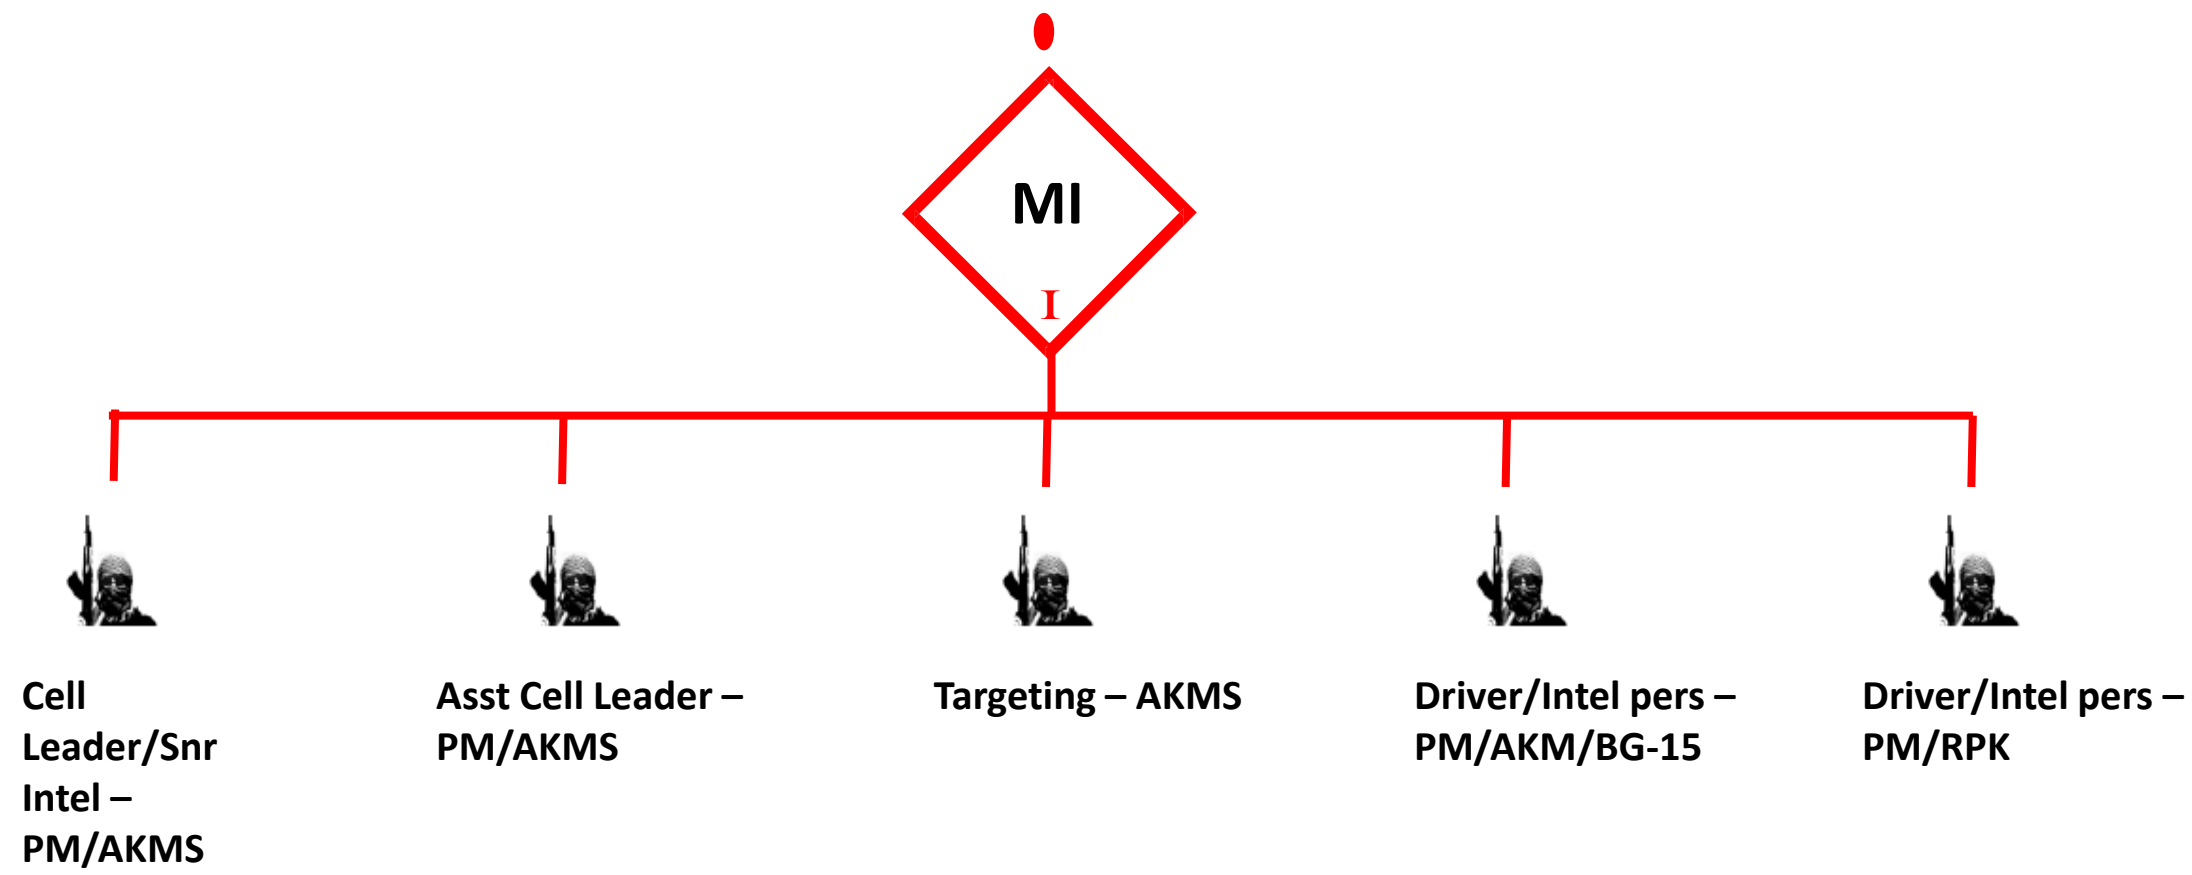 MI
I
Cell
Leader/Snr
Intel –
PM/AKMS
Asst Cell Leader –
PM/AKMS
Targeting – AKMS
Driver/Intel pers –
PM/AKM/BG-15
Driver/Intel pers –
PM/RPK